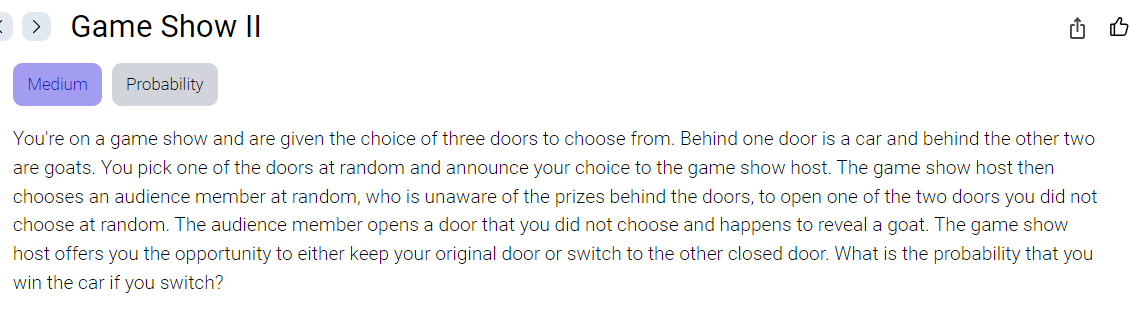 Game Show II
Medium
Probability
You're on a game show and are given the choice of three doors to choose from. Behind one door is a car and behind the other two
are goats. You pick one of the doors at random and announce your choice to the game show host. The game show host then
chooses an audience member at random, who is unaware of the prizes behind the doors, to open one of the two doors you did not
choose at random. The audience member opens a door that you did not choose and happens to reveal a goat. The game show
host offers you the opportunity to either keep your original door or switch to the other closed door. What is the probability that you
win the car if you switch?